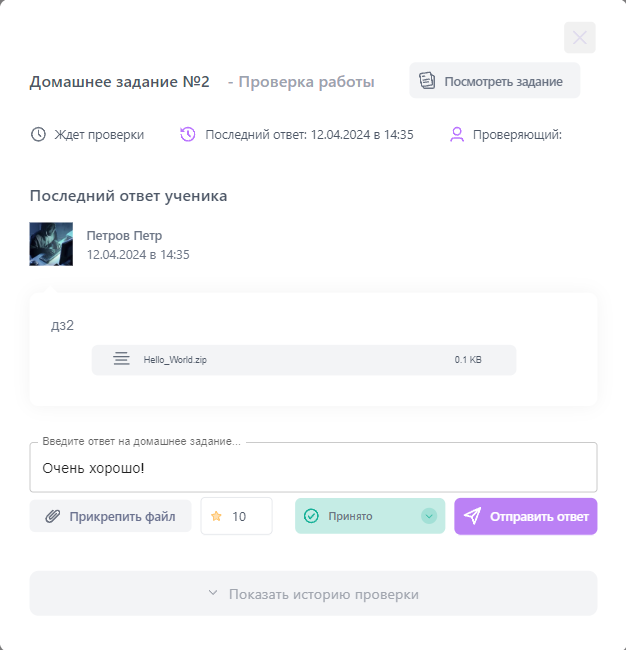 Домашнее задание №2 - Проверка работы Посмотреть задание
Ждет проверки Последний ответ: 12.04.2024 в 14:35 Проверяющий:
Последний ответ ученика
Петров Петр
12.04.2024 в 14:35
дз2
Hello_World.zip 0.1 KB
Введите ответ на домашнее задание...
Очень хорошо!
Прикрепить файл 10 Принято Отправить ответ
Показать историю проверки